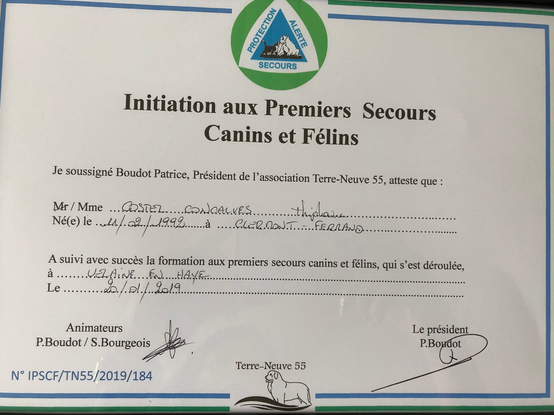 PROTECTION ALERTE SECOURS
Initiation aux Premiers Secours
Canins et Félins
Je soussigné Boudot Patrice, Président de l'association Terre-Neuve 55, atteste que :
Mr / Mme COSTEZ GONCALVES
Né(e) le 11/02/1992 à CLERMONT FERRAND
A suivi avec succès la formation aux premiers secours canins et félins, qui s'est déroulée,
à VELAINE EN HAYE
Le 20/01/2019
Animateurs
P.Boudot / S.Bourgeois
Le président
P.Boudot
Terre-Neuve 55
N° IPSCF/TN55/2019/184